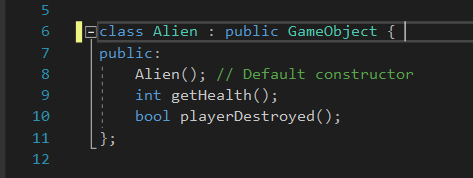 5
6 class Alien : public GameObject {
7 public:
8 Alien(); // Default constructor
9 int getHealth();
10 bool playerDestroyed();
11 };
12